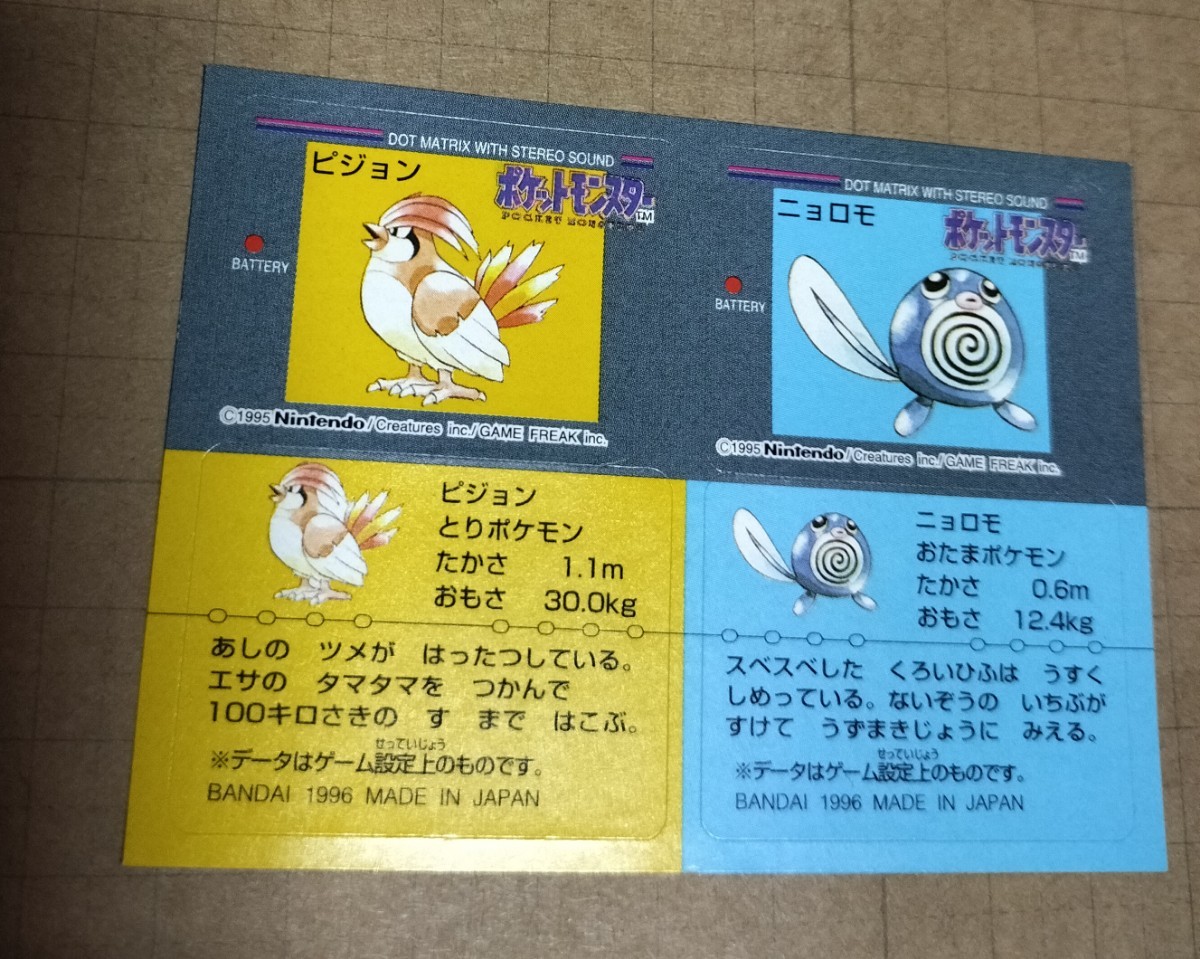 DOT MATRIX WITH STEREO SOUND
ピジョン
ポケットモンスター TM
POCKET MONSTERS
BATTERY
©1995 Nintendo/Creatures inc./GAME FREAK inc.
ピジョン
とりポケモン
たかさ 1.1m
おもさ 30.0kg
あしの ツメが はったつしている。
エサの タマタマを つかんで
100キロさきの す まで はこぶ。
せっていじょう
※データはゲーム設定上のものです。
BANDAI 1996 MADE IN JAPAN
DOT MATRIX WITH STEREO SOUND
ニョロモ
ポケットモンスター TM
POCKET MONSTERS
BATTERY
©1995 Nintendo/Creatures inc./GAME FREAK inc.
ニョロモ
おたまポケモン
たかさ 0.6m
おもさ 12.4kg
スベスベした くろいひふは うすく
しめっている。ないぞうの いちぶが
すけて うずまきじょうに みえる。
せっていじょう
※データはゲーム設定上のものです。
BANDAI 1996 MADE IN JAPAN